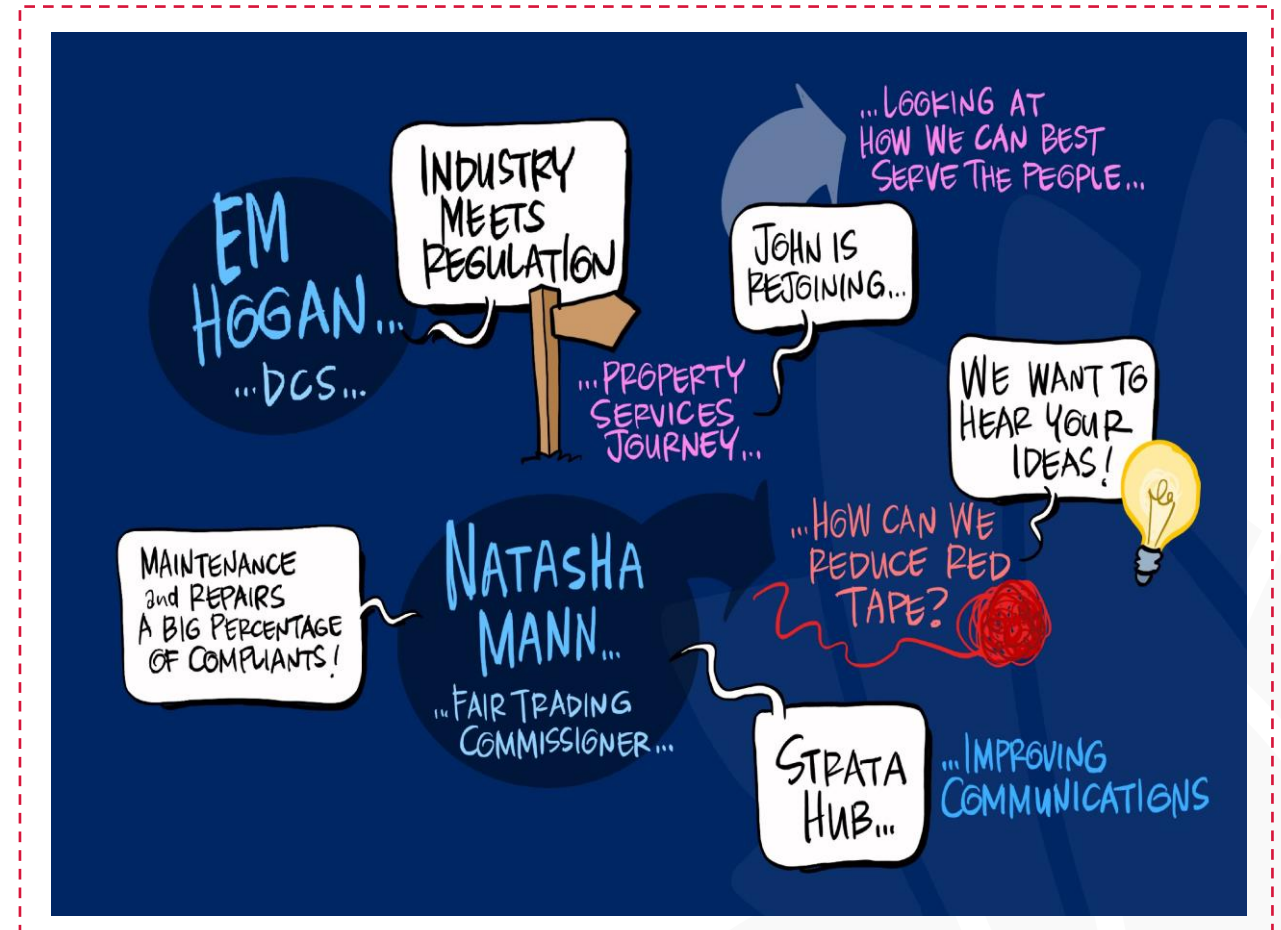 EM
HOGAN...
...DCS...
INDUSTRY
MEETS
REGULATION
...PROPERTY
SERVICES
JOURNEY...
JOHN IS
REJOINING...
...LOOKING AT
HOW WE CAN BEST
SERVE THE PEOPLE...
MAINTENANCE
and REPAIRS
A BIG PERCENTAGE
OF COMPLIANTS!
NATASHA
MANN...
...FAIR TRADING
COMMISSIONER...
...HOW CAN WE
REDUCE RED
TAPE?
WE WANT TO
HEAR YOUR
IDEAS!
STRATA
HUB...
...IMPROVING
COMMUNICATIONS